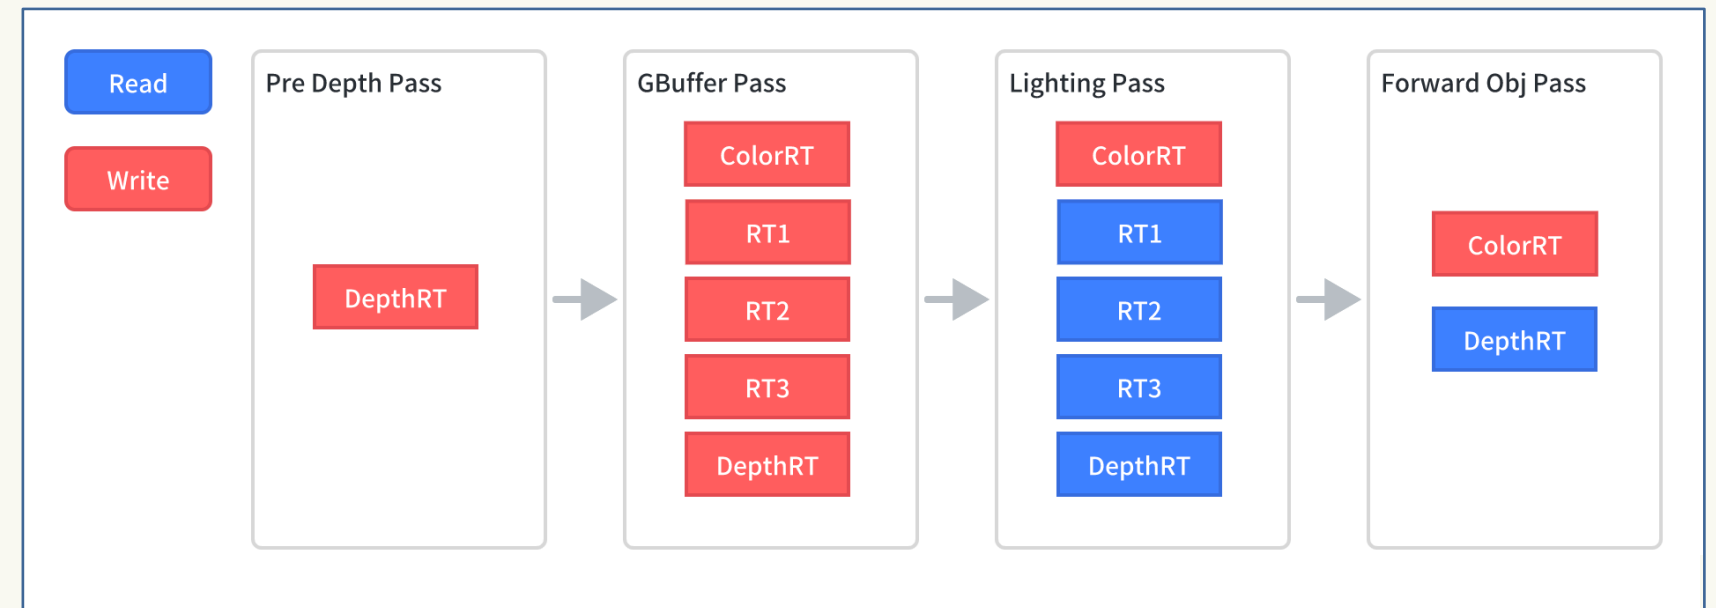 Read
Write
Pre Depth Pass
DepthRT
GBuffer Pass
ColorRT
RT1
RT2
RT3
DepthRT
Lighting Pass
ColorRT
RT1
RT2
RT3
DepthRT
Forward Obj Pass
ColorRT
DepthRT